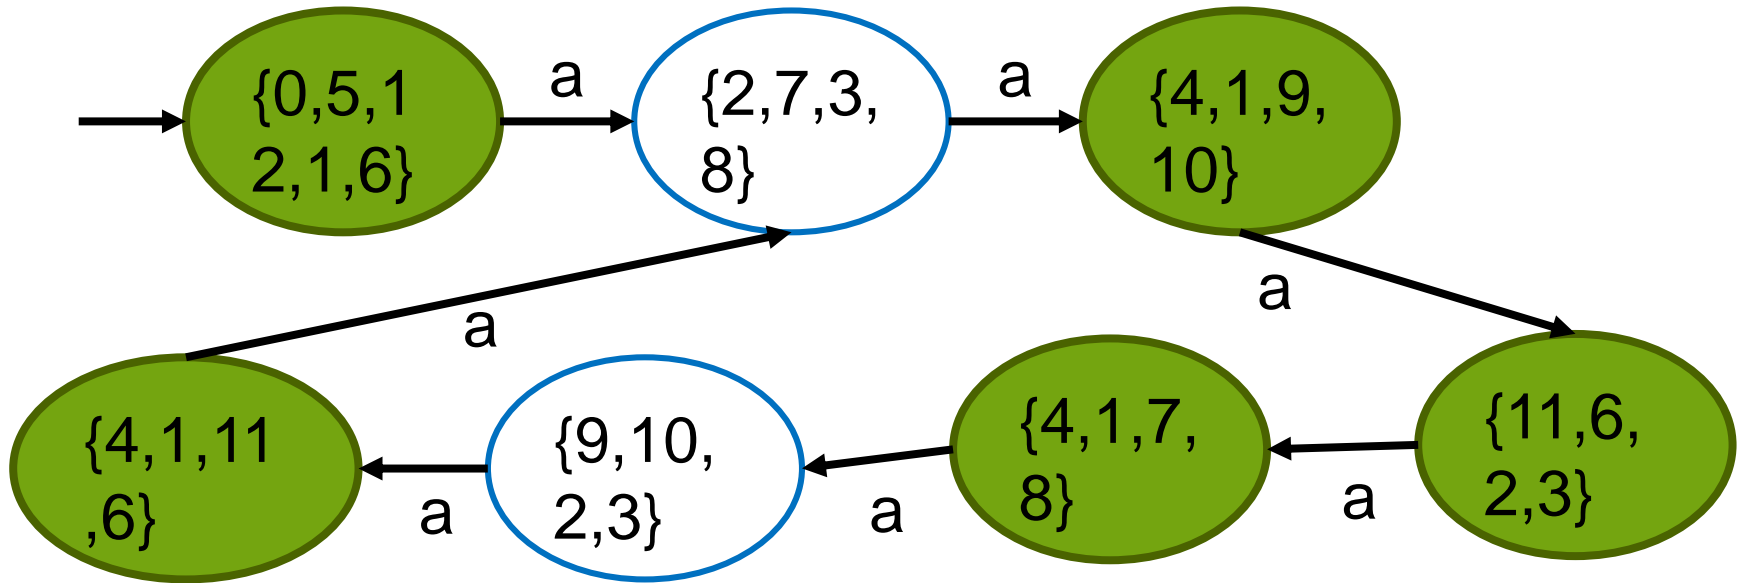 {0,5,1
2,1,6}
a
{2,7,3,
8}
a
{4,1,9,
10}
a
a
{4,1,11
,6}
a
{9,10,
2,3}
a
{4,1,7,
8}
a
{11,6,
2,3}